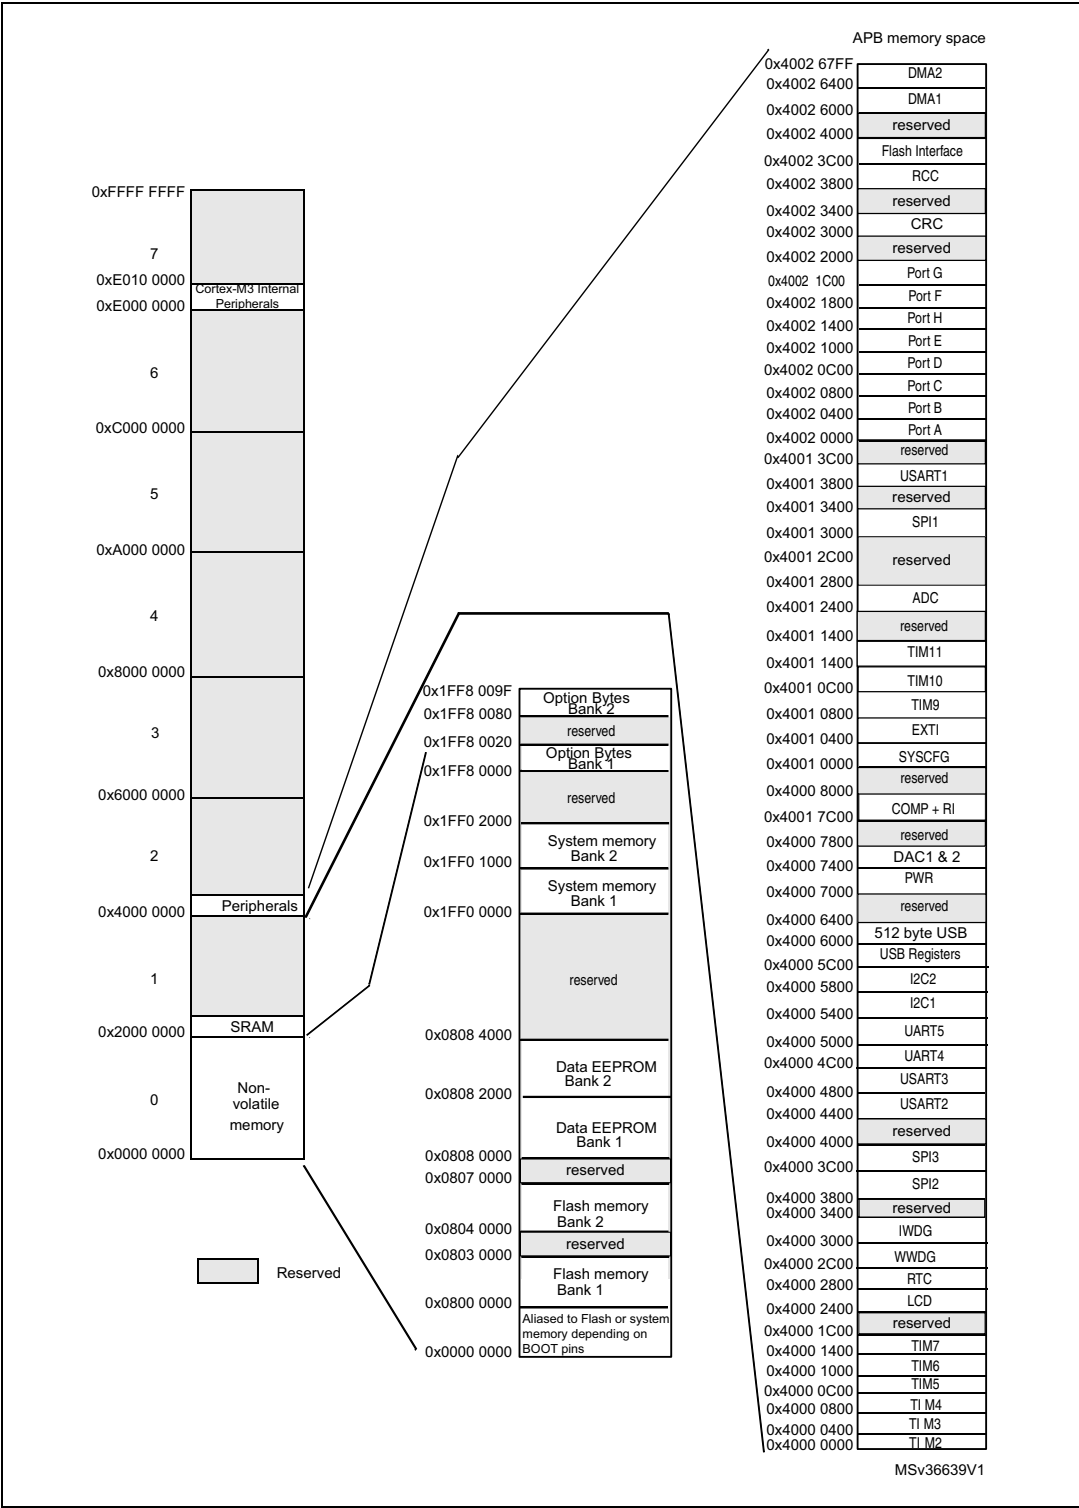 APB memory space
0xFFFF FFFF
7
0xE010 0000
Cortex-M3 Internal
Peripherals
0xE000 0000
6
0xC000 0000
5
0xA000 0000
4
0x8000 0000
3
0x6000 0000
2
Peripherals
0x4000 0000
1
SRAM
0x2000 0000
Non-
volatile
memory
0
0x0000 0000
Reserved
0x1FF8 009F
Option Bytes
Bank 2
0x1FF8 0080
reserved
0x1FF8 0020
Option Bytes
Bank 1
0x1FF8 0000
reserved
0x1FF0 2000
System memory
Bank 2
0x1FF0 1000
System memory
Bank 1
0x1FF0 0000
reserved
0x0808 4000
Data EEPROM
Bank 2
0x0808 2000
Data EEPROM
Bank 1
0x0808 0000
reserved
0x0807 0000
Flash memory
Bank 2
0x0804 0000
reserved
0x0803 0000
Flash memory
Bank 1
0x0800 0000
Aliased to Flash or system
memory depending on
BOOT pins
0x0000 0000
0x4002 67FF
DMA2
0x4002 6400
DMA1
0x4002 6000
reserved
0x4002 4000
Flash Interface
0x4002 3C00
RCC
0x4002 3800
reserved
0x4002 3400
CRC
0x4002 3000
reserved
0x4002 2000
Port G
0x4002 1C00
Port F
0x4002 1800
Port H
0x4002 1400
Port E
0x4002 1000
Port D
0x4002 0C00
Port C
0x4002 0800
Port B
0x4002 0400
Port A
0x4002 0000
reserved
0x4001 3C00
USART1
0x4001 3800
reserved
0x4001 3400
SPI1
0x4001 3000
0x4001 2C00
reserved
0x4001 2800
ADC
0x4001 2400
reserved
0x4001 1400
TIM11
0x4001 1400
TIM10
0x4001 0C00
TIM9
0x4001 0800
EXTI
0x4001 0400
SYSCFG
0x4001 0000
reserved
0x4000 8000
COMP + RI
0x4001 7C00
reserved
0x4000 7800
DAC1 & 2
0x4000 7400
PWR
0x4000 7000
reserved
0x4000 6400
512 byte USB
0x4000 6000
USB Registers
0x4000 5C00
I2C2
0x4000 5800
I2C1
0x4000 5400
UART5
0x4000 5000
UART4
0x4000 4C00
USART3
0x4000 4800
USART2
0x4000 4400
reserved
0x4000 4000
SPI3
0x4000 3C00
SPI2
0x4000 3800
reserved
0x4000 3400
IWDG
0x4000 3000
WWDG
0x4000 2C00
RTC
0x4000 2800
LCD
0x4000 2400
reserved
0x4000 1C00
TIM7
0x4000 1400
TIM6
0x4000 1000
TIM5
0x4000 0C00
TI M4
0x4000 0800
TI M3
0x4000 0400
TI M2
0x4000 0000
MSv36639V1